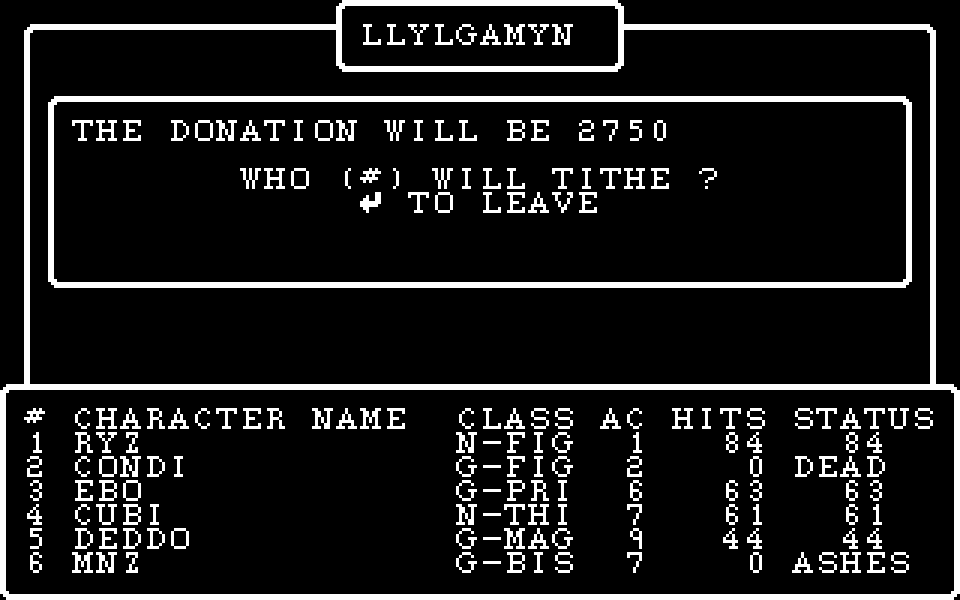 LLYLGAMYN
THE DONATION WILL BE 2750
WHO (#) WILL TITHE ?
↵ TO LEAVE
# CHARACTER NAME CLASS AC HITS STATUS
1 RYZ N-FIG 1 84 84
2 CONDI G-FIG 2 0 DEAD
3 EBO G-PRI 6 63 63
4 CUBI N-THI 7 61 61
5 DEDDO G-MAG 9 44 44
6 MNZ G-BIS 7 0 ASHES